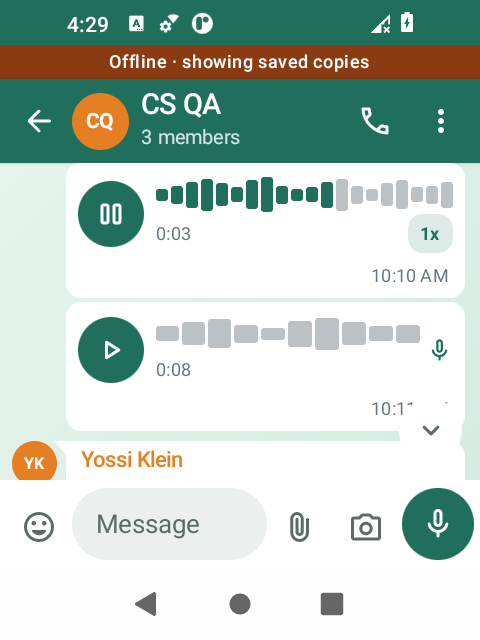 4:29
Offline · showing saved copies
CQ
CS QA
3 members
0:03
1x
10:10 AM
0:08
YK
Yossi Klein
Message